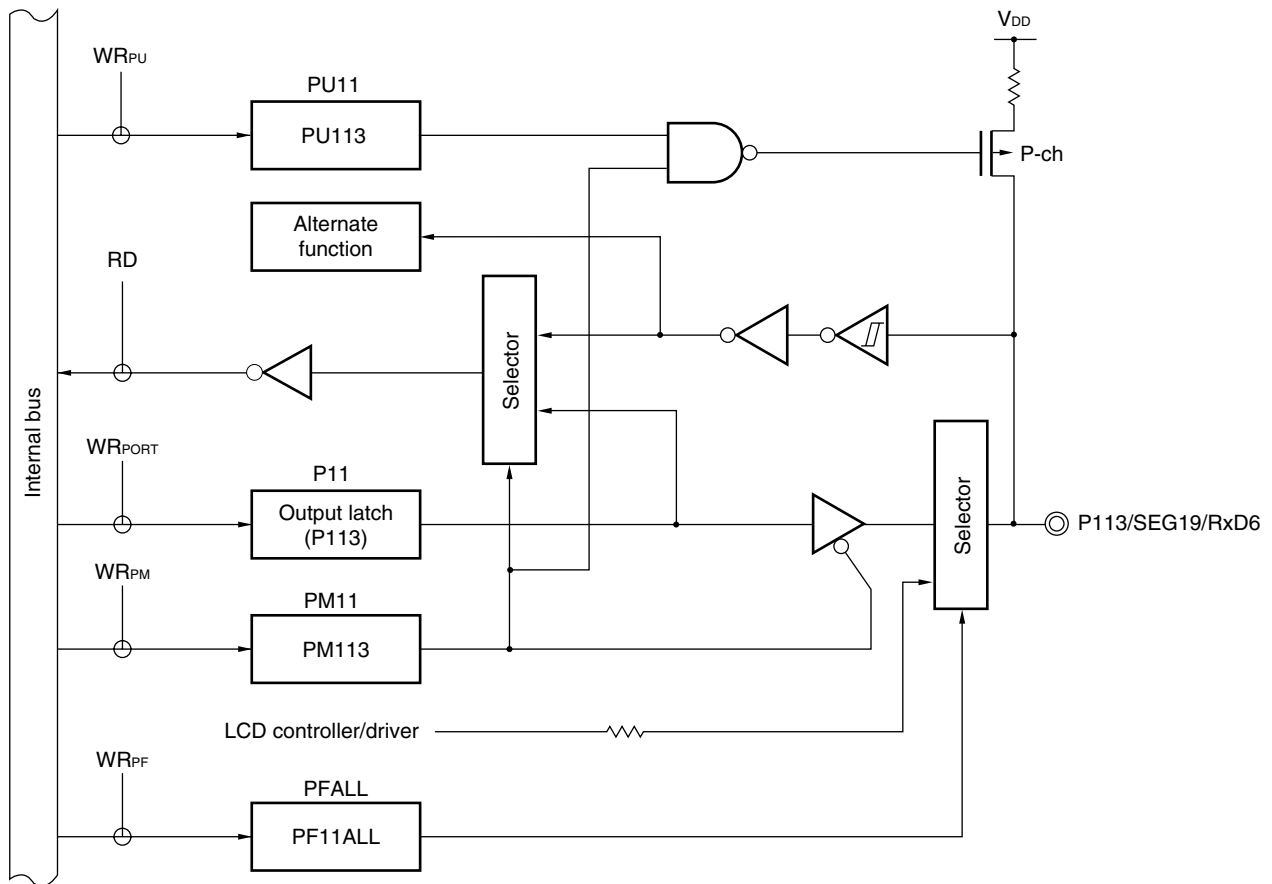 VDD
WRPU
PU11
PU113
P-ch
Alternate
function
RD
Selector
Internal bus
WRPORT
P11
Output latch
(P113)
Selector
P113/SEG19/RxD6
WRPM
PM11
PM113
LCD controller/driver
WRPF
PFALL
PF11ALL